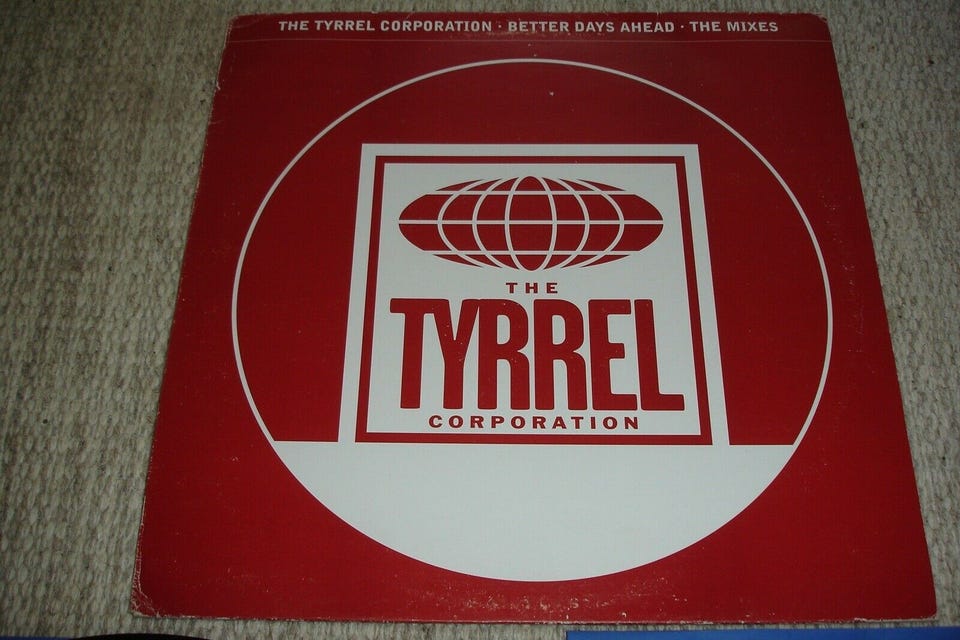 THE TYRREL CORPORATION · BETTER DAYS AHEAD · THE MIXES
THE
TYRREL
CORPORATION